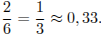 2/6 = 1/3 ≈ 0,33.